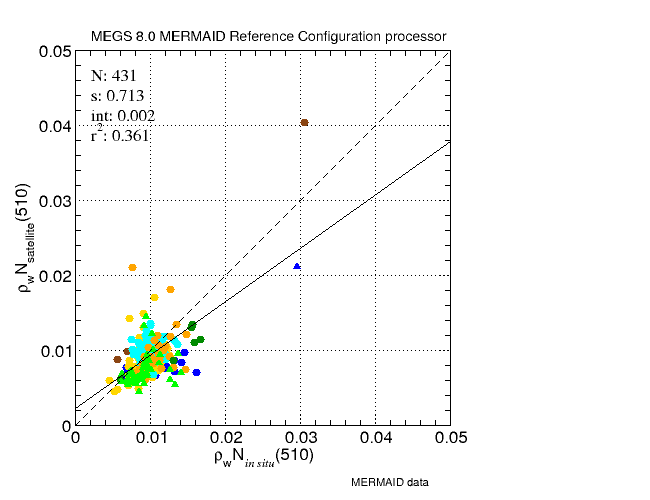 MEGS 8.0 MERMAID Reference Configuration processor
N: 431
s: 0.713
int: 0.002
r²: 0.361
0.05
0.04
0.03
0.02
0.01
0
ρwNsatellite(510)
0 0.01 0.02 0.03 0.04 0.05
ρwNin situ(510)
MERMAID data